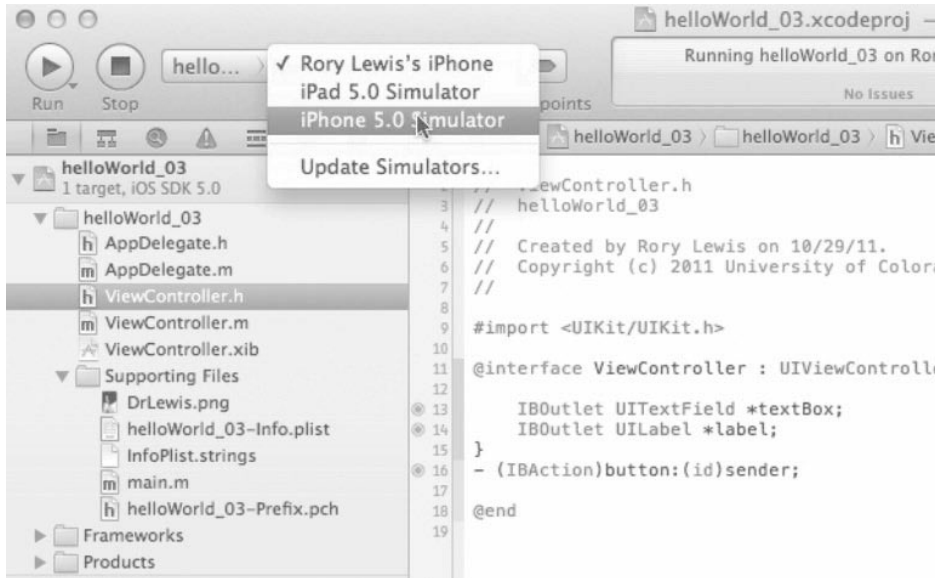 helloWorld_03.xcodeproj –
Run
Stop
hello...
✓ Rory Lewis's iPhone
iPad 5.0 Simulator
iPhone 5.0 Simulator
Update Simulators...
points
Running helloWorld_03 on
No Issues
helloWorld_03
1 target, iOS SDK 5.0
helloWorld_03
h AppDelegate.h
m AppDelegate.m
h ViewController.h
m ViewController.m
ViewController.xib
Supporting Files
DrLewis.png
helloWorld_03-Info.plist
InfoPlist.strings
m main.m
h helloWorld_03-Prefix.pch
Frameworks
Products
helloWorld_03 〉 helloWorld_03 〉 h
// ViewController.h
3 // helloWorld_03
4 //
5 // Created by Rory Lewis on 10/29/11.
6 // Copyright (c) 2011 University of
7 //
8
9 #import <UIKit/UIKit.h>
10
11 @interface ViewController :
12
13 IBOutlet UITextField *textBox;
14 IBOutlet UILabel *label;
15 }
16 - (IBAction)button:(id)sender;
17
18 @end
19